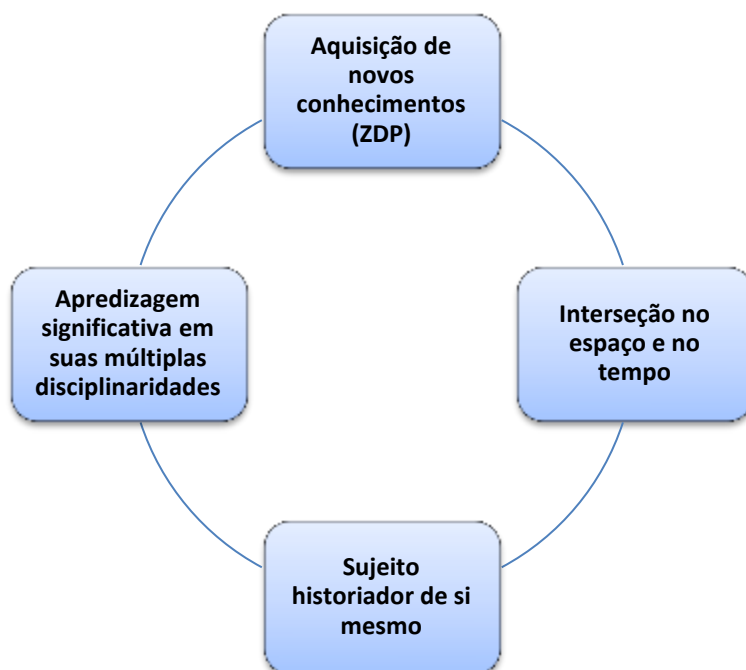 Aquisição de
novos
conhecimentos
(ZDP)
Apredizagem
significativa em
suas múltiplas
disciplinaridades
Interseção no
espaço e no
tempo
Sujeito
historiador de si
mesmo